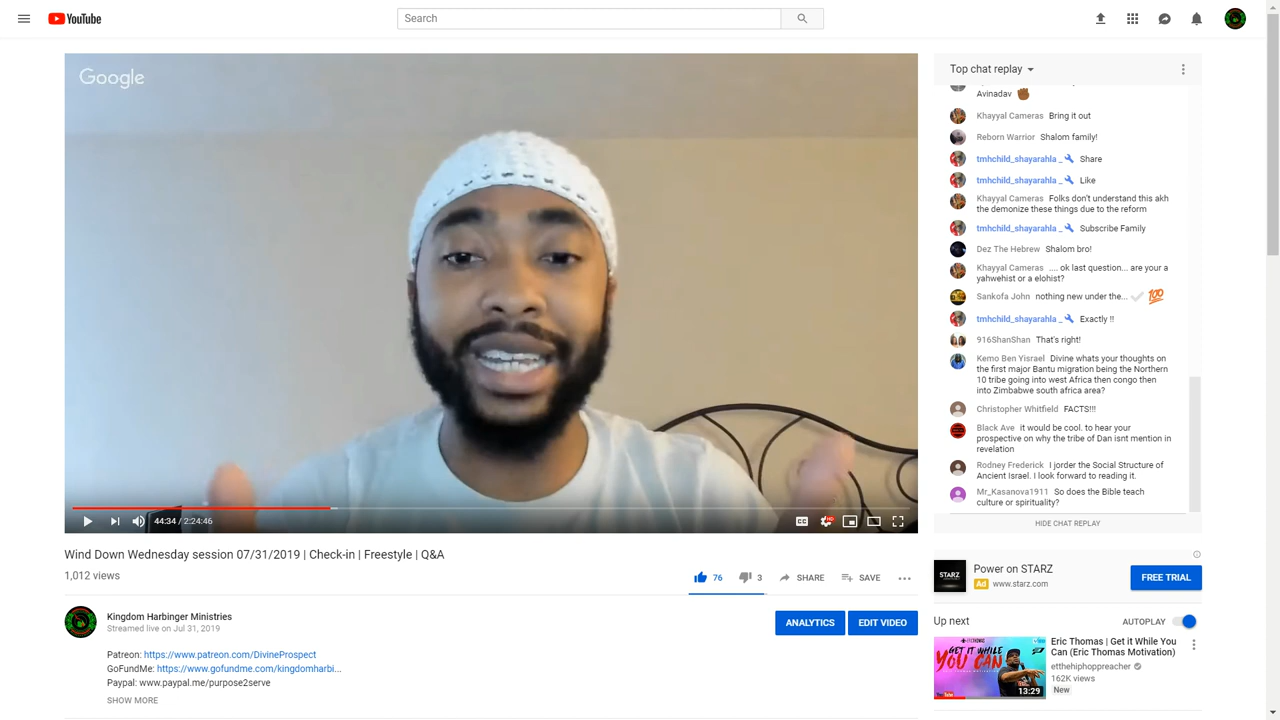 YouTube
Search
Google
Top chat replay
Avinadav
Khayyal Cameras Bring it out
Reborn Warrior Shalom family!
tmhchild_shayarahla _ Share
tmhchild_shayarahla _ Like
Khayyal Cameras Folks don't understand this akh
the demonize these things due to the reform
tmhchild_shayarahla _ Subscribe Family
Dez The Hebrew Shalom bro!
Khayyal Cameras .... ok last question... are your a
yahwehist or a elohist?
Sankofa John nothing new under the... 100
tmhchild_shayarahla _ Exactly !!
916ShanShan That's right!
Kemo Ben Yisrael Divine whats your thoughts on
the first major Bantu migration being the Northern
10 tribe going into west Africa then congo then
into Zimbabwe south africa area?
Christopher Whitfield FACTS!!!
Black Ave it would be cool. to hear your
prospective on why the tribe of Dan isnt mention in
revelation
Rodney Frederick I jorder the Social Structure of
Ancient Israel. I look forward to reading it.
Mr_Kasanova1911 So does the Bible teach
culture or spirituality?
HIDE CHAT REPLAY
44:34 / 2:24:46
CC
HD
Wind Down Wednesday session 07/31/2019 | Check-in | Freestyle | Q&A
1,012 views
76
3
SHARE
SAVE
Kingdom Harbinger Ministries
Streamed live on Jul 31, 2019
ANALYTICS
EDIT VIDEO
Patreon: https://www.patreon.com/DivineProspect
GoFundMe: https://www.gofundme.com/kingdomharbi...
Paypal: www.paypal.me/purpose2serve
SHOW MORE
STARZ
Power on STARZ
Ad www.starz.com
FREE TRIAL
Up next
AUTOPLAY
GET IT WHILE
YOU CAN
13:29
Eric Thomas | Get it While You
Can (Eric Thomas Motivation)
etthehiphoppreacher
162K views
New